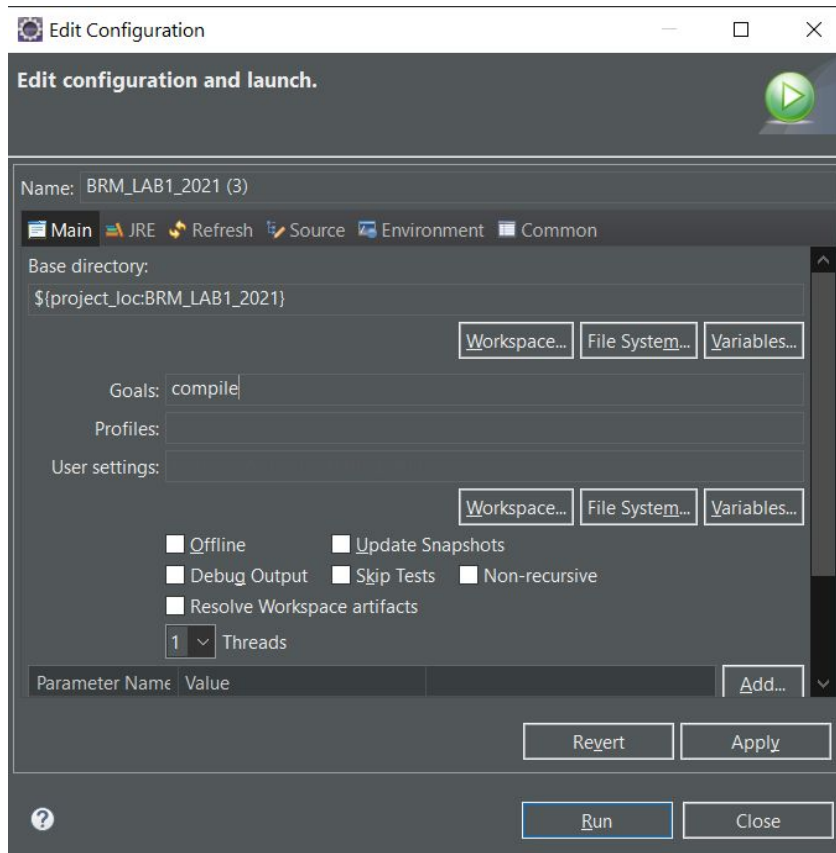 Edit Configuration
Edit configuration and launch.
Name: BRM_LAB1_2021 (3)
Main JRE Refresh Source Environment Common
Base directory:
${project_loc:BRM_LAB1_2021}
Workspace... File System... Variables...
Goals: compile
Profiles:
User settings:
Workspace... File System... Variables...
Offline Update Snapshots
Debug Output Skip Tests Non-recursive
Resolve Workspace artifacts
1 Threads
Parameter Name Value Add...
Revert Apply
Run Close